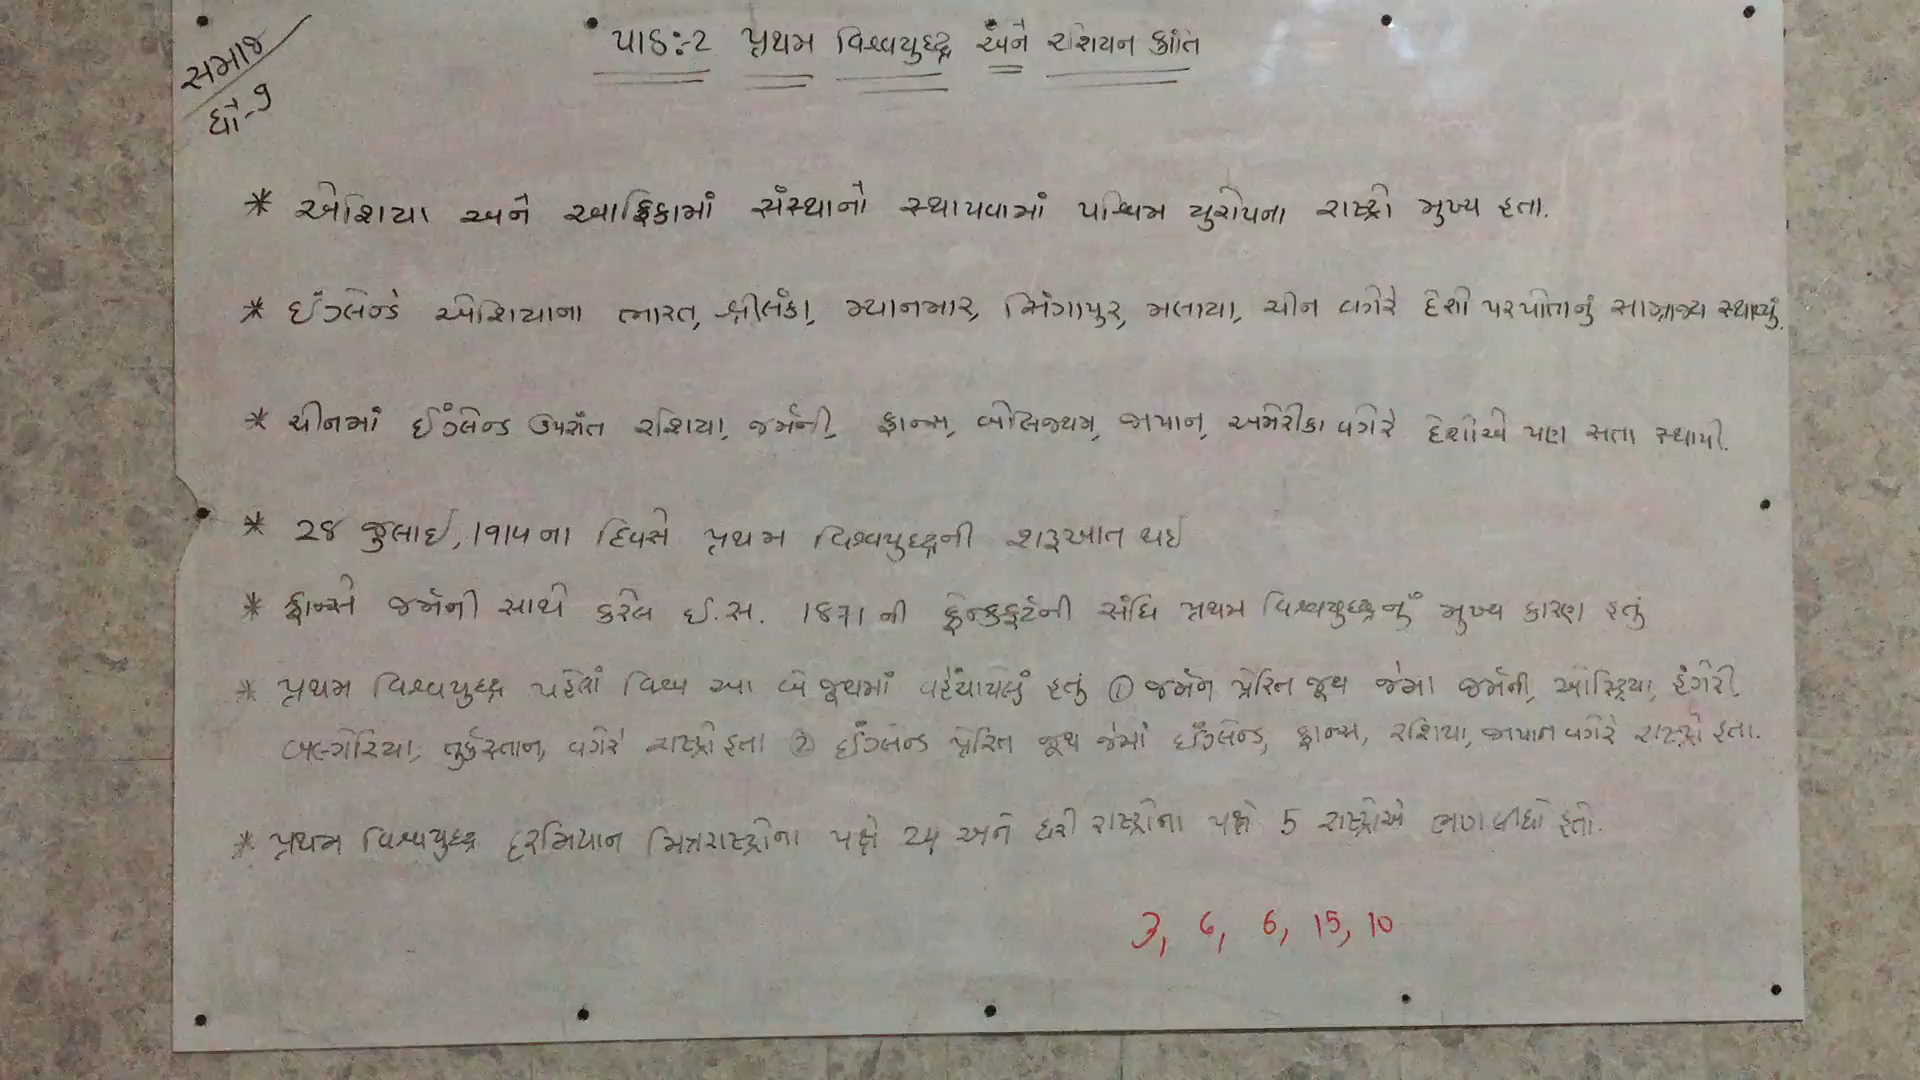 સમાજ
ધો-9
પાઠ:-2 પ્રથમ વિશ્વયુધ્ધ અને રશિયન ક્રાંતિ
* એશિયા અને આફ્રિકામાં સંસ્થાનો સ્થાપવામાં પશ્ચિમ યુરોપના રાષ્ટ્રો મુખ્ય હતા.
* ઈંગ્લેન્ડે એશિયાના ભારત, શ્રીલંકા, મ્યાનમાર, સિંગાપુર, મલાયા, ચીન વગેરે દેશો પર પોતાનું સામ્રાજ્ય સ્થાપ્યું.
* ચીનમાં ઈંગ્લેન્ડ ઉપરાંત રશિયા, જર્મની, ફ્રાન્સ, બેલ્જિયમ, જાપાન, અમેરીકા વગેરે દેશોએ પણ સતા સ્થાપી.
* 28 જુલાઈ, 1914 ના દિવસે પ્રથમ વિશ્વયુધ્ધની શરૂઆત થઈ
* ફ્રાન્સે જર્મની સાથે કરેલ ઈ.સ. 1871 ની ફ્રેન્કફર્ટની સંધિ પ્રથમ વિશ્વયુધ્ધનું મુખ્ય કારણ હતું
* પ્રથમ વિશ્વયુધ્ધ પહેલાં વિશ્વ આ બે જૂથમાં વહેંચાયેલું હતું ① જર્મન પ્રેરિત જૂથ જેમાં જર્મની, ઓસ્ટ્રિયા, હંગેરી,
બલ્ગેરિયા, તુર્કસ્તાન, વગેરે રાષ્ટ્રો હતા ② ઈંગ્લેન્ડ પ્રેરિત જૂથ જેમાં ઈંગ્લેન્ડ, ફ્રાન્સ, રશિયા, જાપાન વગેરે રાષ્ટ્રો હતા.
* પ્રથમ વિશ્વયુધ્ધ દરમિયાન મિત્રરાષ્ટ્રોના પક્ષે 24 અને ધરી રાષ્ટ્રોના પક્ષે 5 રાષ્ટ્રોએ ભાગ લીધો હતો.
3, 6, 6, 15, 10